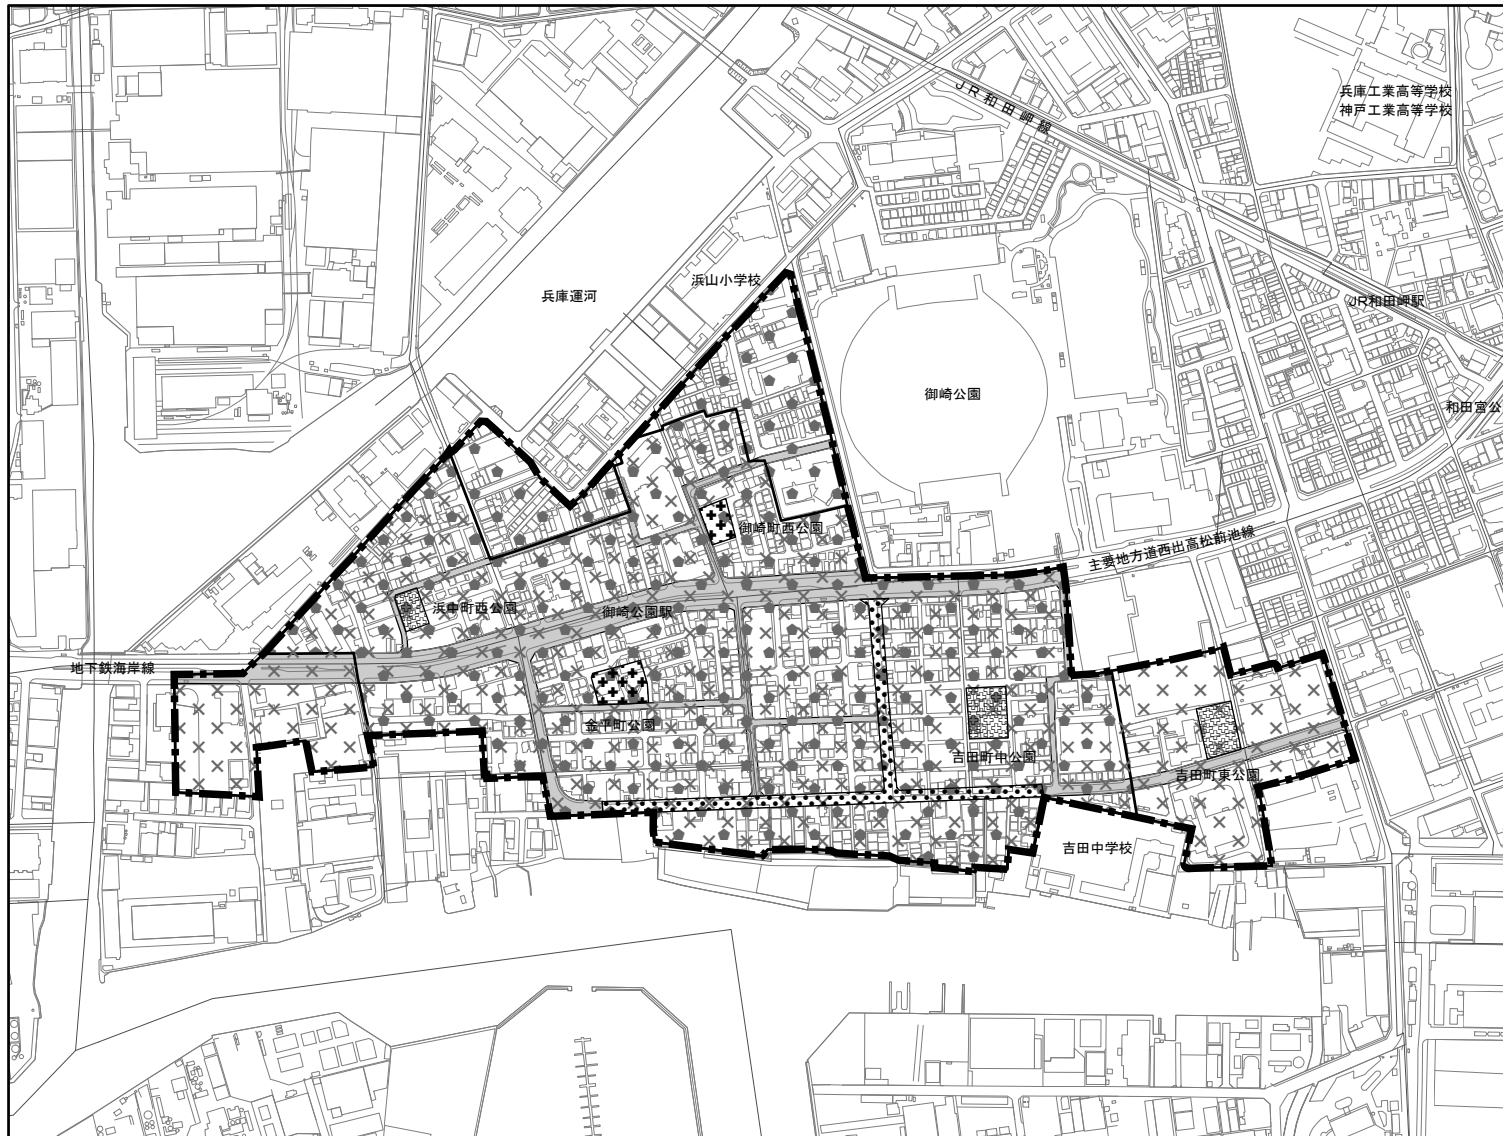 JR和田岬線
兵庫工業高等学校
神戸工業高等学校
浜山小学校
兵庫運河
JR和田岬駅
御崎公園
和田宮公
御崎町西公園
主要地方道西出高松前池線
浜中町西公園
御崎公園駅
地下鉄海岸線
金平町公園
吉田町中公園
吉田町東公園
吉田中学校